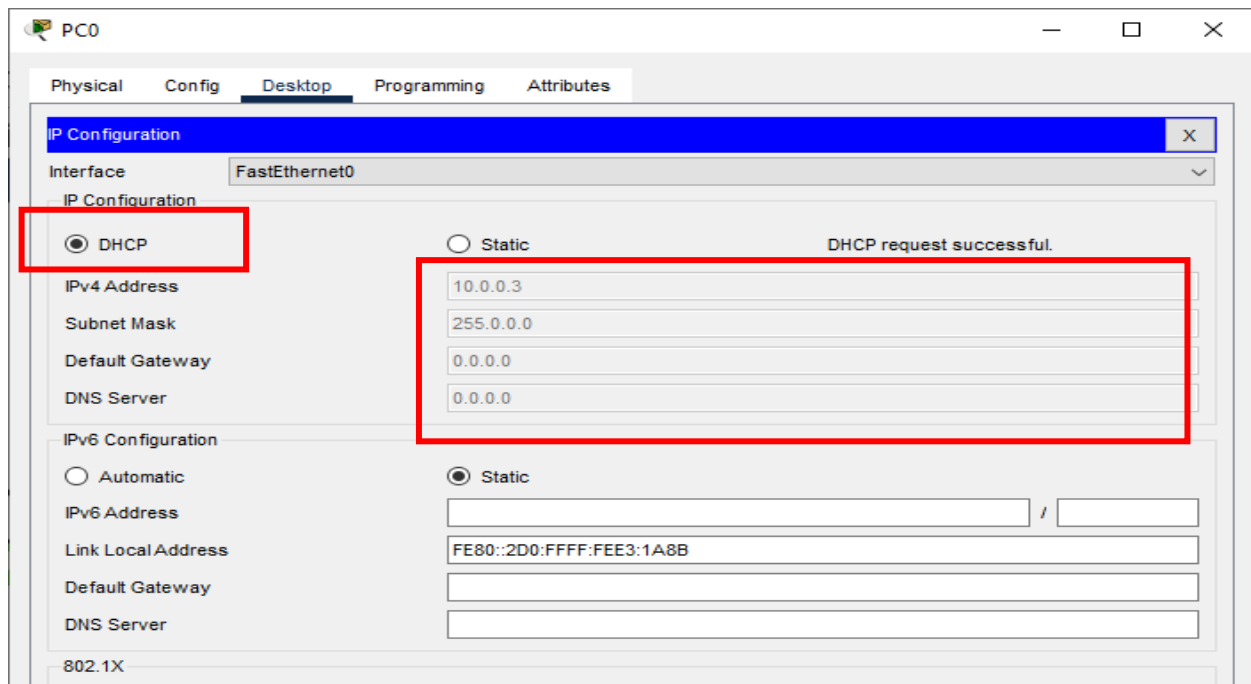 PC0
Physical Config Desktop Programming Attributes
IP Configuration X
Interface FastEthernet0
IP Configuration
DHCP Static DHCP request successful.
IPv4 Address 10.0.0.3
Subnet Mask 255.0.0.0
Default Gateway 0.0.0.0
DNS Server 0.0.0.0
IPv6 Configuration
Automatic Static
IPv6 Address /
Link Local Address FE80::2D0:FFFF:FEE3:1A8B
Default Gateway
DNS Server
802.1X